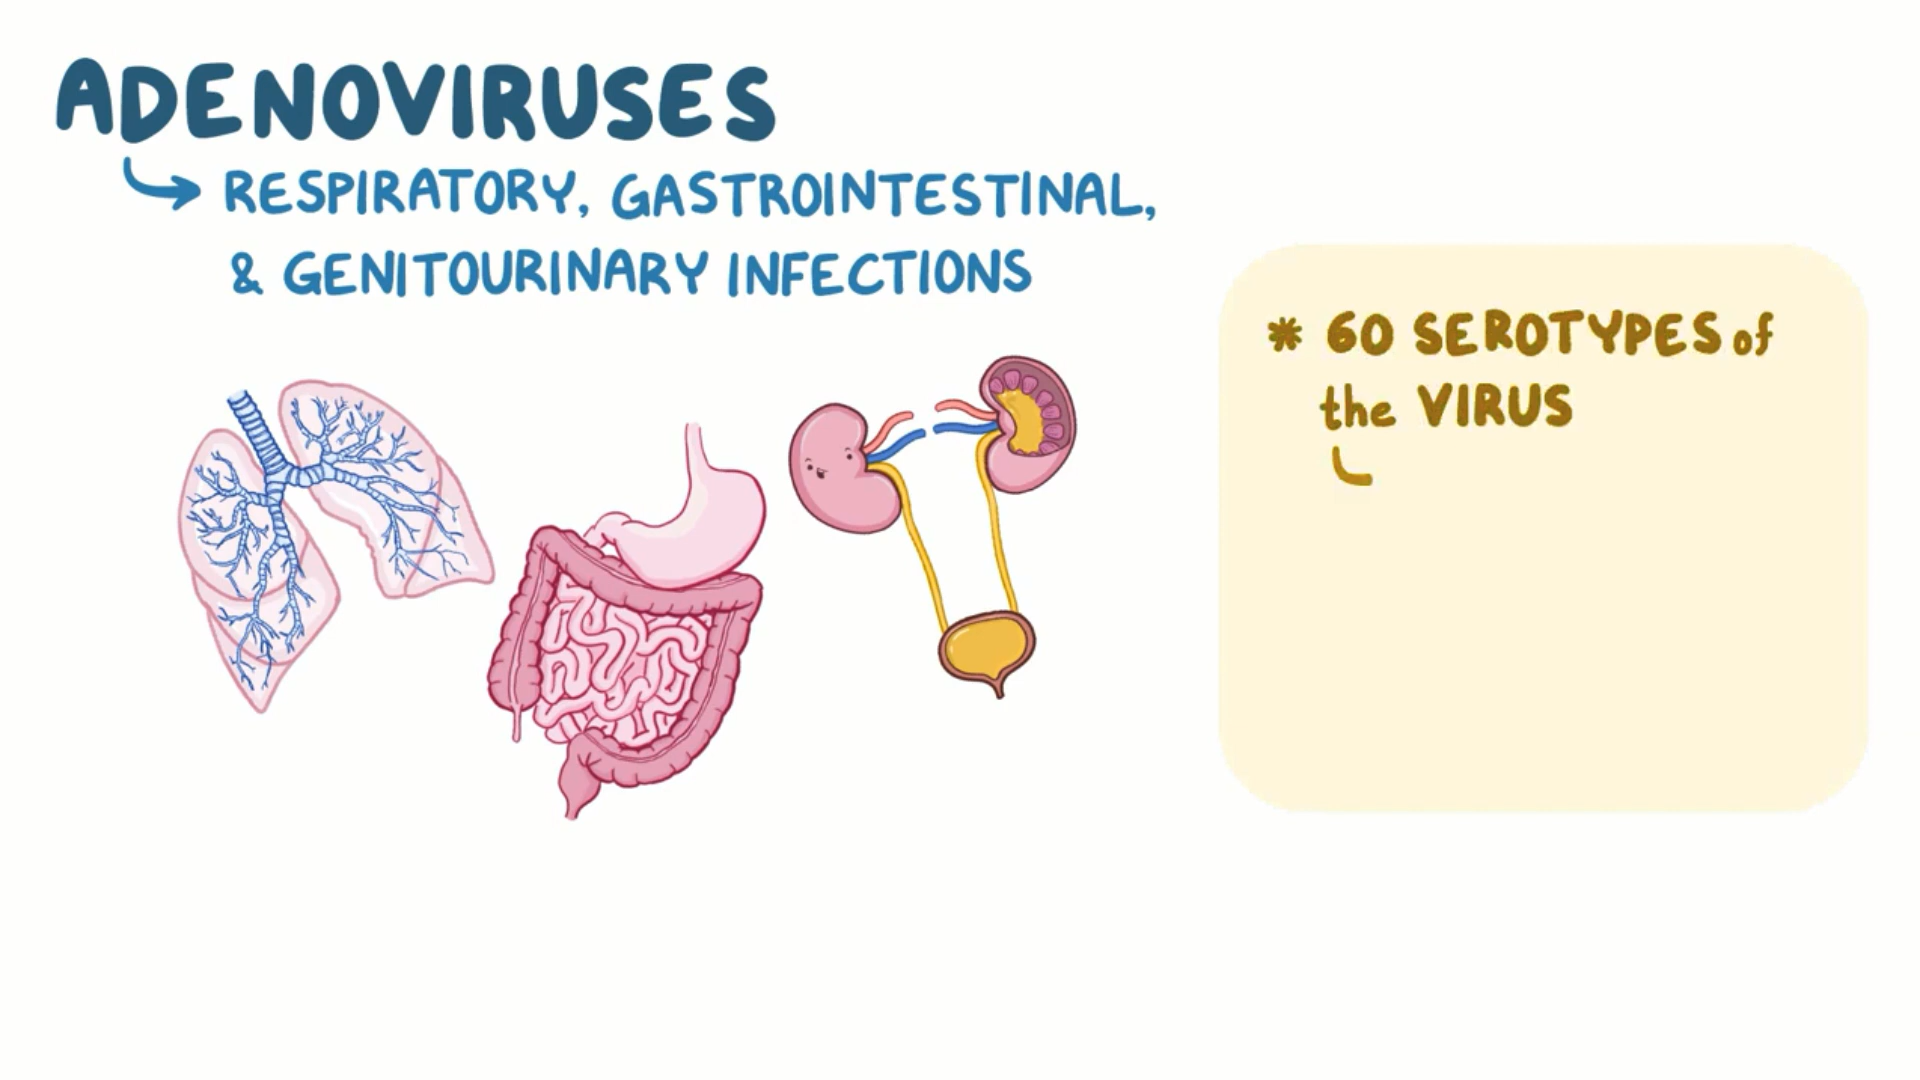 ADENOVIRUSES
RESPIRATORY, GASTROINTESTINAL,
& GENITOURINARY INFECTIONS
* 60 SEROTYPES of
the VIRUS